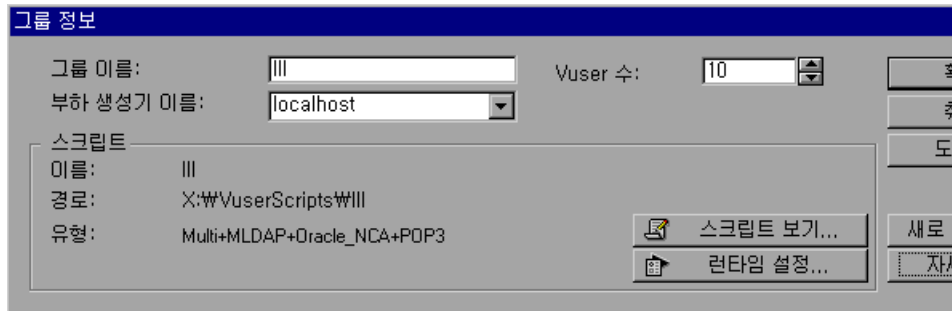 그룹 정보
그룹 이름: lll Vuser 수: 10
부하 생성기 이름: localhost
스크립트
이름: lll
경로: X:₩VuserScripts₩lll
유형: Multi+MLDAP+Oracle_NCA+POP3
스크립트 보기... 새로
런타임 설정...